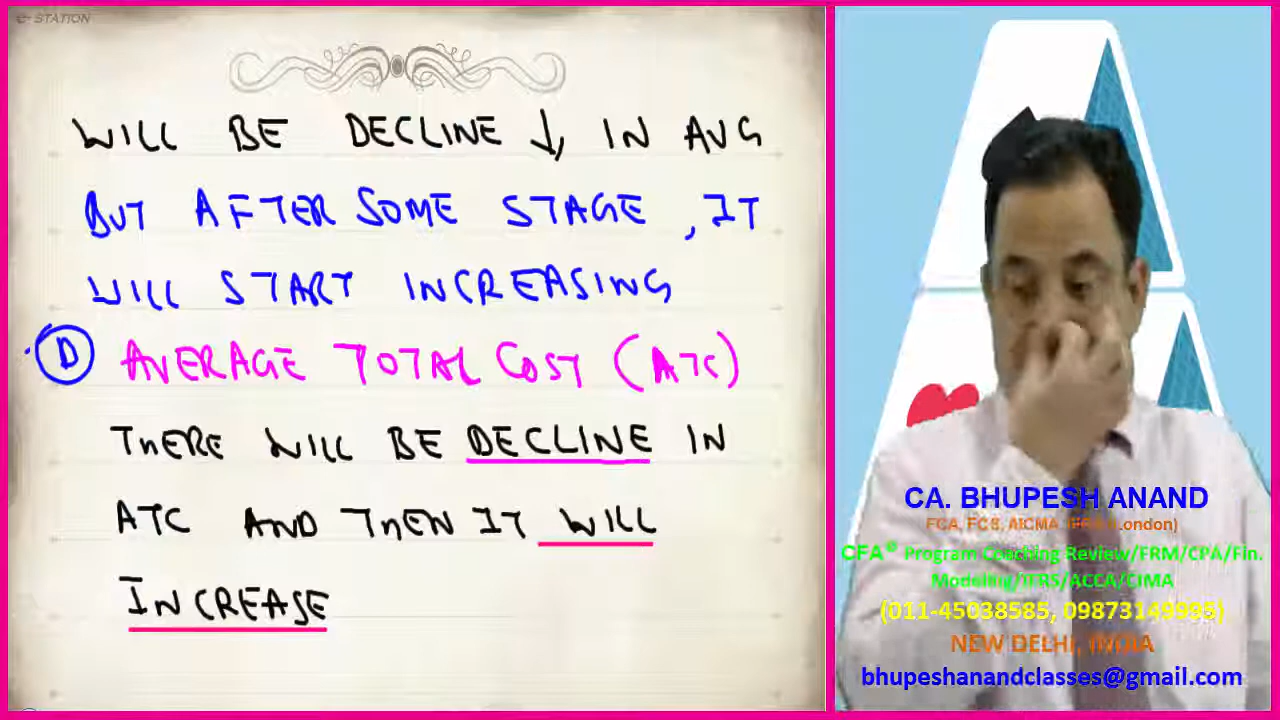 e-STATION
WILL BE DECLINE ↓, IN AVG
BUT AFTER SOME STAGE, IT
WILL START INCREASING
D AVERAGE TOTAL COST (ATC)
THERE WILL BE DECLINE IN
ATC AND THEN IT WILL
INCREASE
CA. BHUPESH ANAND
FCA, FCS, AICMA, London)
CFA® Program Coaching Review/FRM/CPA/Fin.
Modeling/IFRS/ACCA/CIMA
(011-45038585, 09873149995)
NEW DELHI, INDIA
bhupeshanandclasses@gmail.com